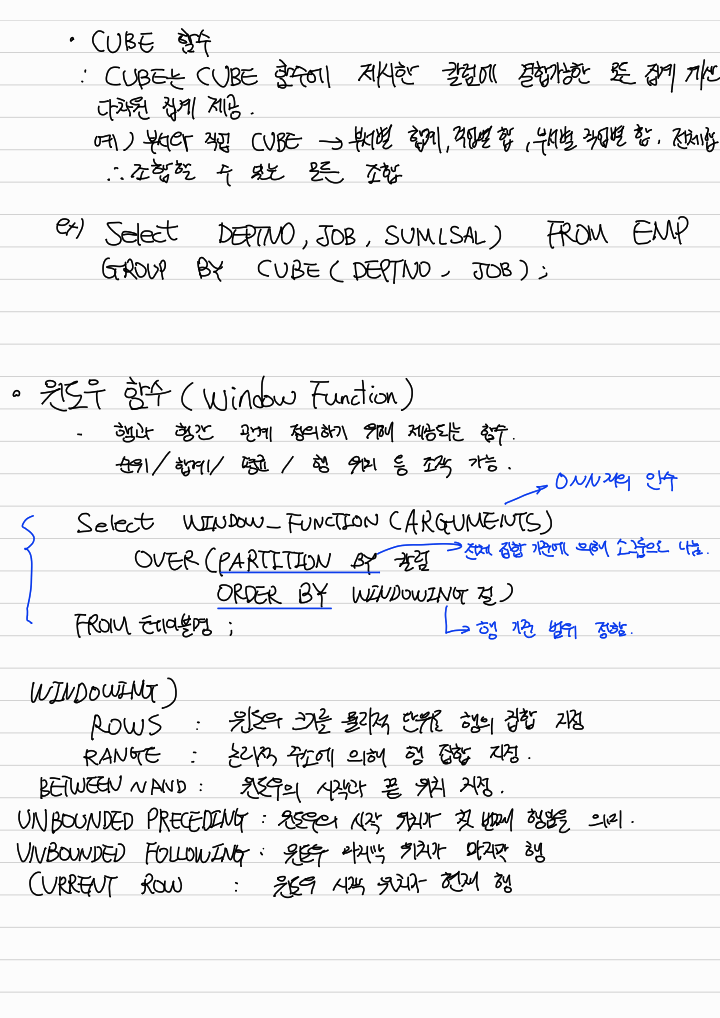 • CUBE 함수
: CUBE는 CUBE 함수에 제시한 칼럼에 결합가능한 모든 집계 계산
다차원 집계 제공.
예) 부서와 직업 CUBE → 부서별 합계, 직업별 합, 부서별 직업별 합, 전체합
∴ 조합할 수 있는 모든 조합
ex) Select DEPTNO, JOB, SUM(SAL) FROM EMP
GROUP BY CUBE ( DEPTNO, JOB ) ;
• 윈도우 함수 ( Window Function )
- 행과 행간 관계 정의하기 위해 제공되는 함수.
순위 / 합계 / 평균 / 행 위치 등 조작 가능.
→ 0~N개의 인수
Select WINDOW_FUNCTION (ARGUMENTS)
OVER (PARTITION BY 칼럼 → 전체 집합 기준에 의해 소그룹으로 나눔.
ORDER BY WINDOWING 절 )
FROM 테이블명 ;
→ 행 기준 범위 정함.
WINDOWING )
ROWS : 윈도우 크기를 물리적 단위로 행의 집합 지정
RANGE : 논리적 주소에 의해 행 집합 지정.
BETWEEN ~ AND : 윈도우의 시작과 끝 위치 지정.
UNBOUNDED PRECEDING : 윈도우의 시작 위치가 첫 번째 행임을 의미.
UNBOUNDED FOLLOWING : 윈도우 마지막 위치가 마지막 행
CURRENT ROW : 윈도우 시작 위치가 현재 행